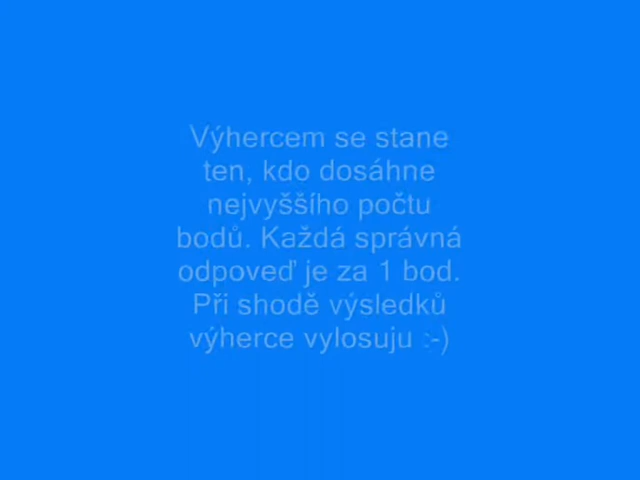 Výhercem se stane
ten, kdo dosáhne
nejvyššího počtu
bodů. Každá správná
odpoveď je za 1 bod.
Při shodě výsledků
výherce vylosuju :-)